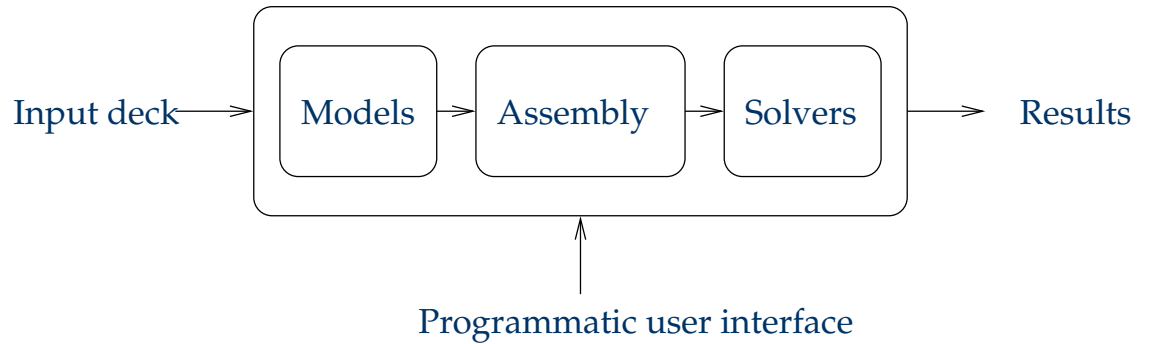 Input deck
Models
Assembly
Solvers
Results
Programmatic user interface